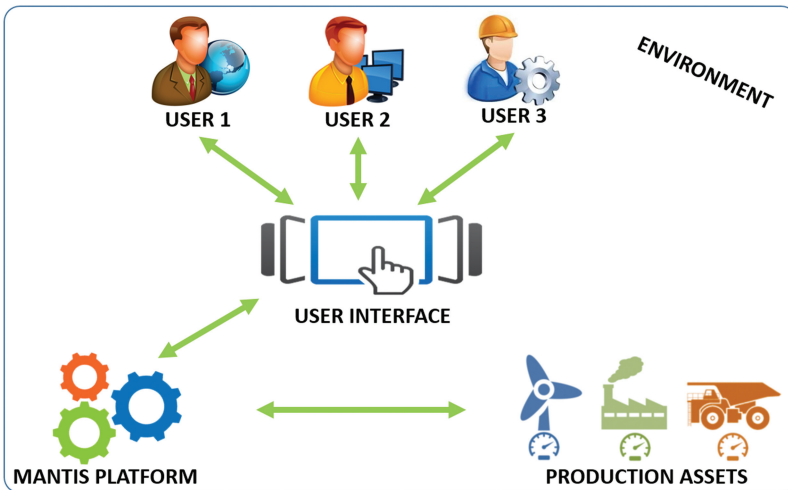 ENVIRONMENT
USER 1
USER 2
USER 3
USER INTERFACE
MANTIS PLATFORM
PRODUCTION ASSETS